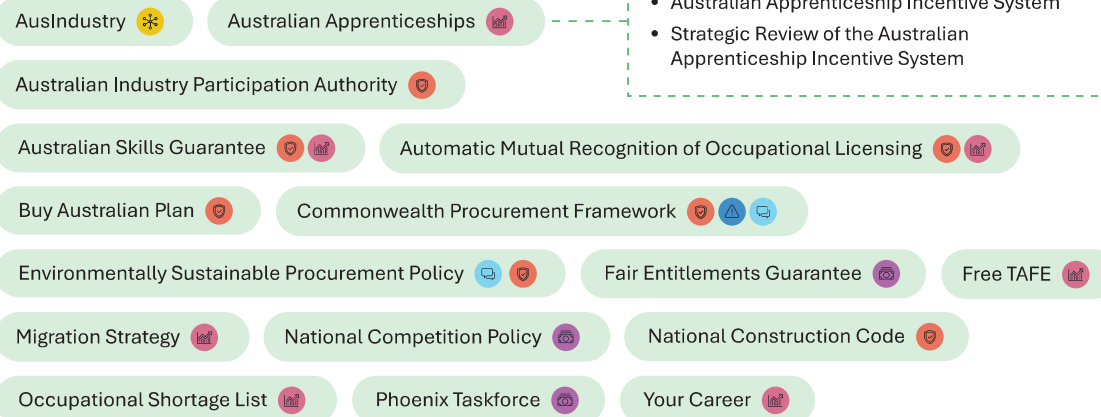 • Australian Apprenticeship Incentive System
AusIndustry
Australian Apprenticeships
• Strategic Review of the Australian
Apprenticeship Incentive System
Australian Industry Participation Authority
Australian Skills Guarantee
Automatic Mutual Recognition of Occupational Licensing
Buy Australian Plan
Commonwealth Procurement Framework
Environmentally Sustainable Procurement Policy
Fair Entitlements Guarantee
Free TAFE
Migration Strategy
National Competition Policy
National Construction Code
Occupational Shortage List
Phoenix Taskforce
Your Career